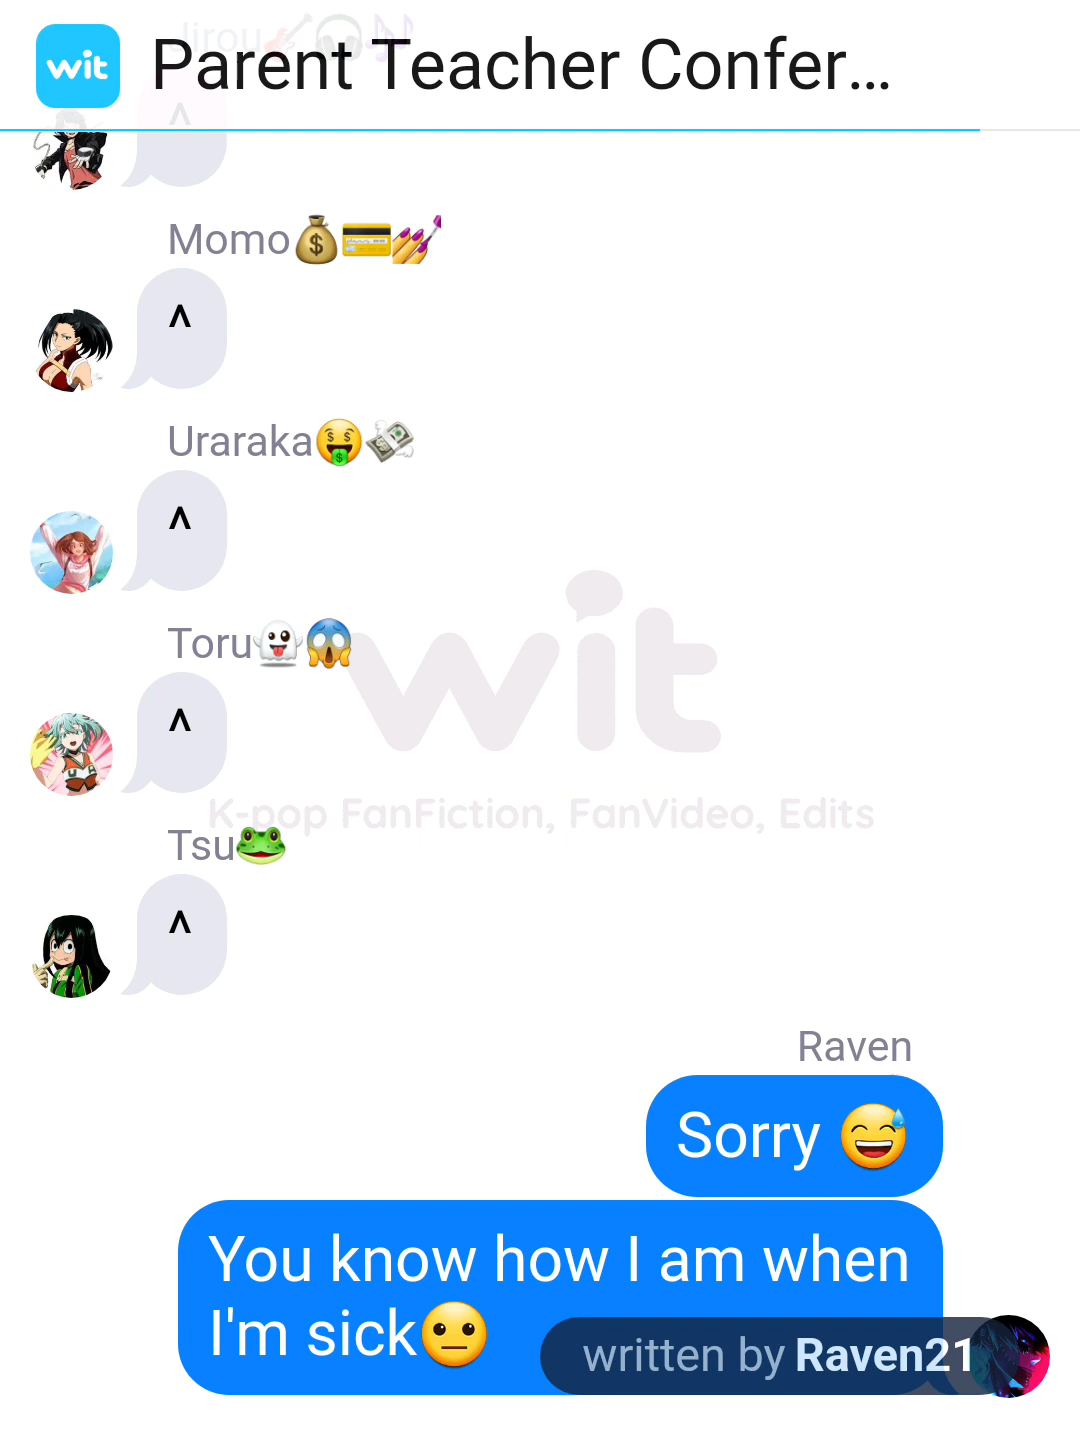 Jirou🎸🎧🎶
wit Parent Teacher Confer...
^
Momo💰💳💅
^
Uraraka🤑💸
^
Toru👻😱
^
wit
K-pop FanFiction, FanVideo, Edits
Tsu🐸
^
Raven
Sorry 😅
You know how I am when
I'm sick😐
written by Raven21